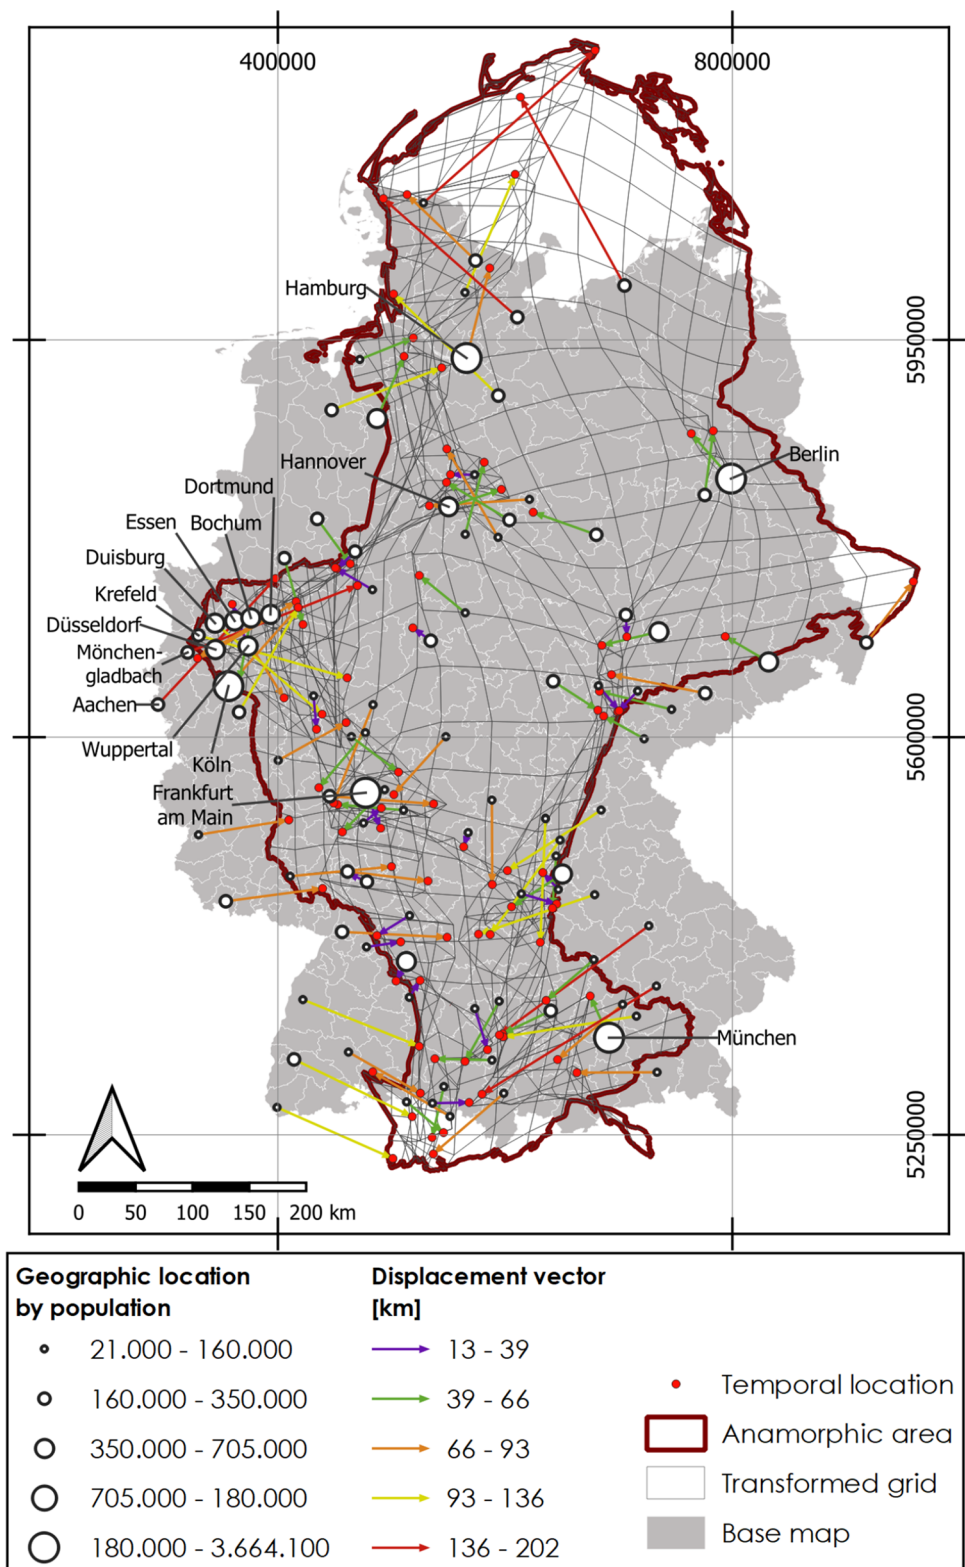 400000
800000
Hamburg
5950000
Hannover
Berlin
Dortmund
Essen
Bochum
Duisburg
Krefeld
Düsseldorf
Mönchen-
gladbach
Aachen
Wuppertal
5600000
Köln
Frankfurt
am Main
München
5250000
0 50 100 150 200 km
Geographic location
by population
21.000 - 160.000
160.000 - 350.000
350.000 - 705.000
705.000 - 180.000
180.000 - 3.664.100
Displacement vector
[km]
13 - 39
39 - 66
66 - 93
93 - 136
136 - 202
Temporal location
Anamorphic area
Transformed grid
Base map